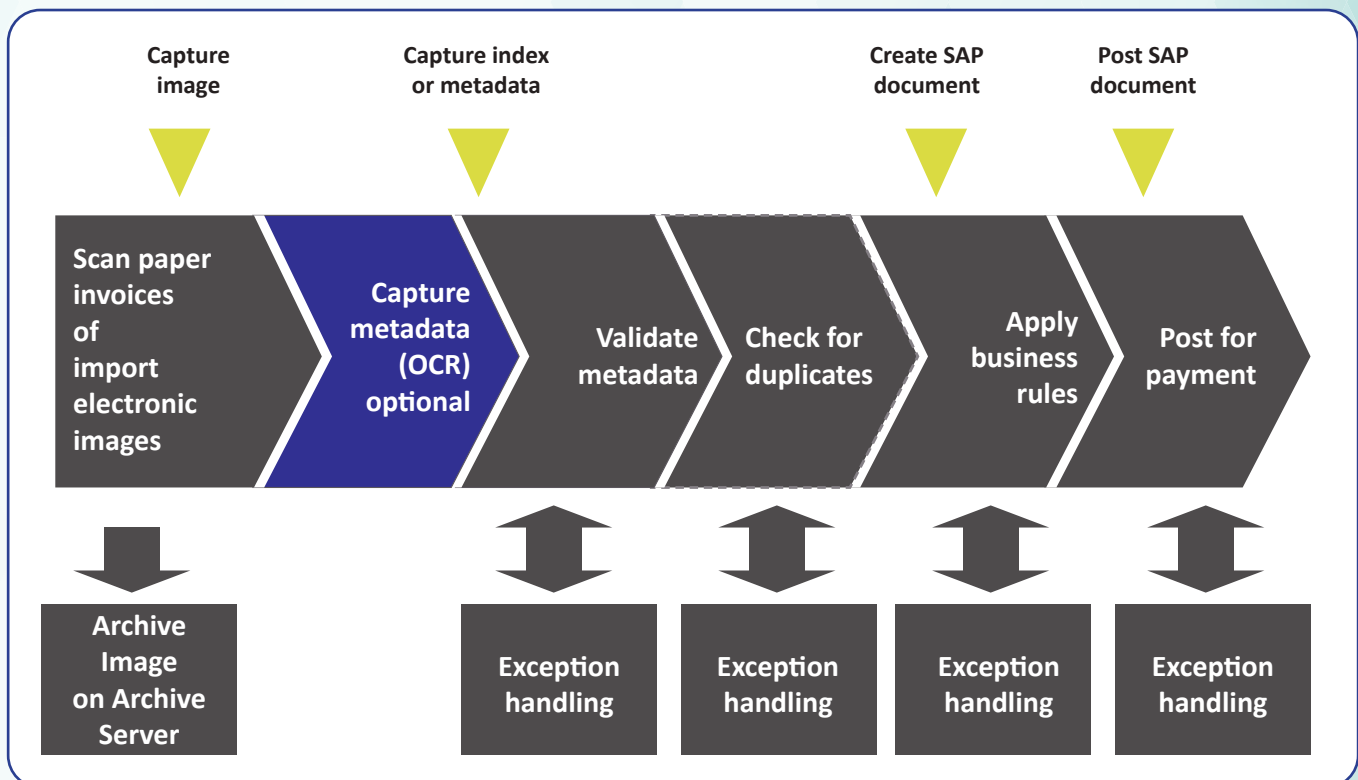 Capture
image
Capture index
or metadata
Create SAP
document
Post SAP
document
Scan paper
invoices
of
import
electronic
images
Capture
metadata
(OCR)
optional
Validate
metadata
Check for
duplicates
Apply
business
rules
Post for
payment
Archive
Image
on Archive
Server
Exception
handling
Exception
handling
Exception
handling
Exception
handling